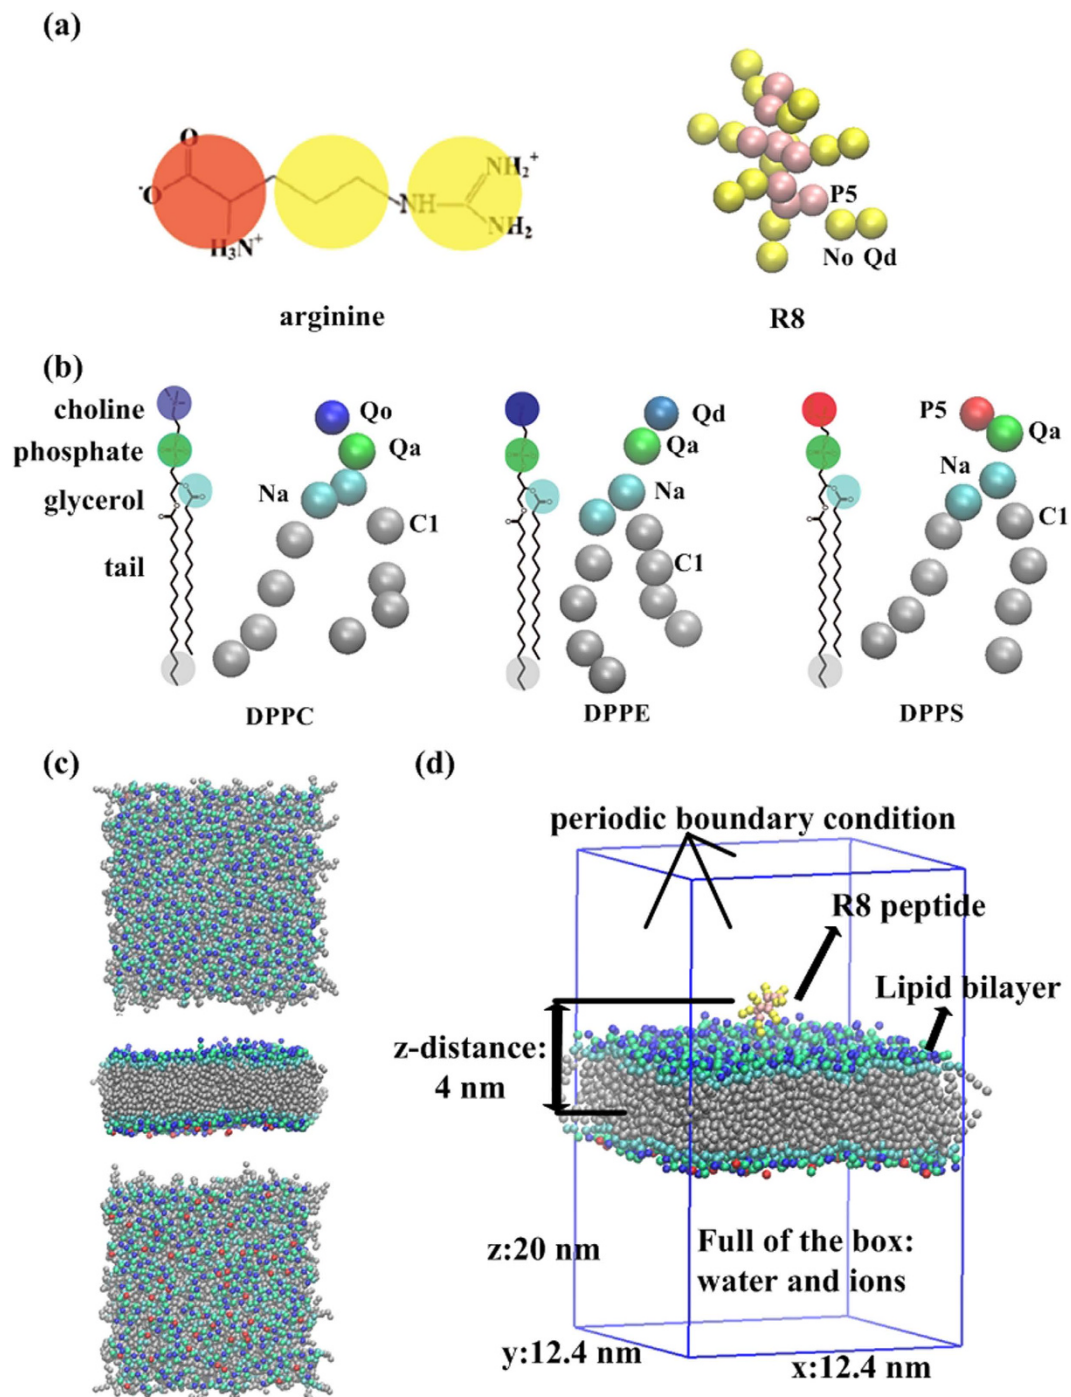 (a)
O
-O
H₃N⁺
NH
NH₂⁺
NH₂
arginine
P5
No Qd
R8
(b)
choline
phosphate
glycerol
tail
Qo
Qa
Na
C1
DPPC
Qd
Qa
Na
C1
DPPE
P5
Qa
Na
C1
DPPS
(c)
(d)
periodic boundary condition
R8 peptide
Lipid bilayer
z-distance:
4 nm
z:20 nm
Full of the box:
water and ions
y:12.4 nm
x:12.4 nm